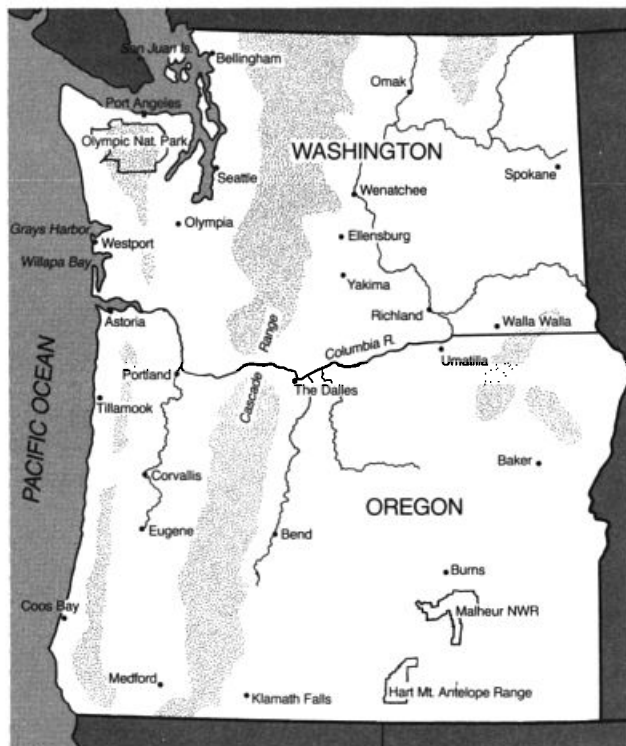 San Juan Is.
Bellingham
Omak
Port Angeles
Olympic Nat. Park
WASHINGTON
Seattle
Spokane
Wenatchee
Olympia
Grays Harbor
Westport
Ellensburg
Willapa Bay
Yakima
Richland
Walla Walla
Astoria
Columbia R.
Umatilla
Cascade Range
Portland
The Dalles
Tillamook
PACIFIC OCEAN
Baker
Corvallis
OREGON
Eugene
Bend
Burns
Coos Bay
Malheur NWR
Medford
Klamath Falls
Hart Mt. Antelope Range